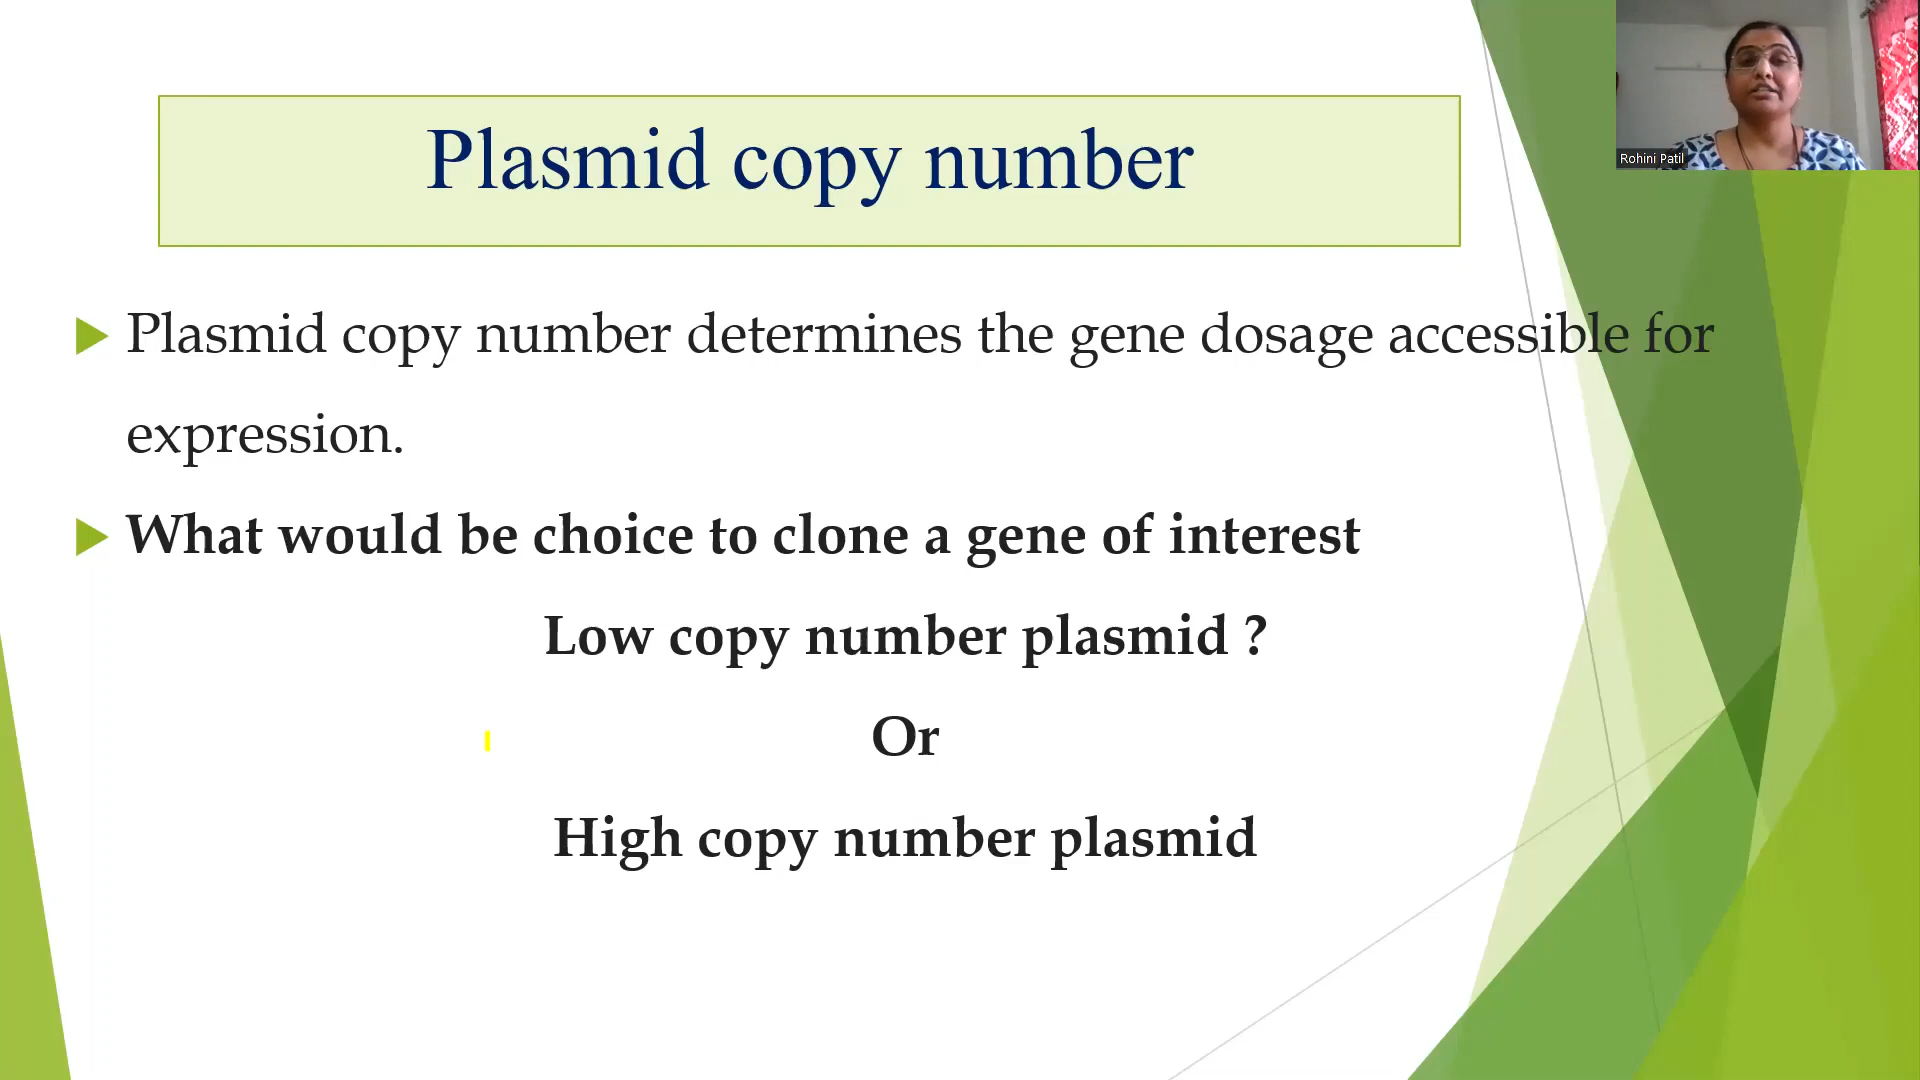 Plasmid copy number
Rohini Patil
Plasmid copy number determines the gene dosage accessible for
expression.
What would be choice to clone a gene of interest
Low copy number plasmid ?
Or
High copy number plasmid